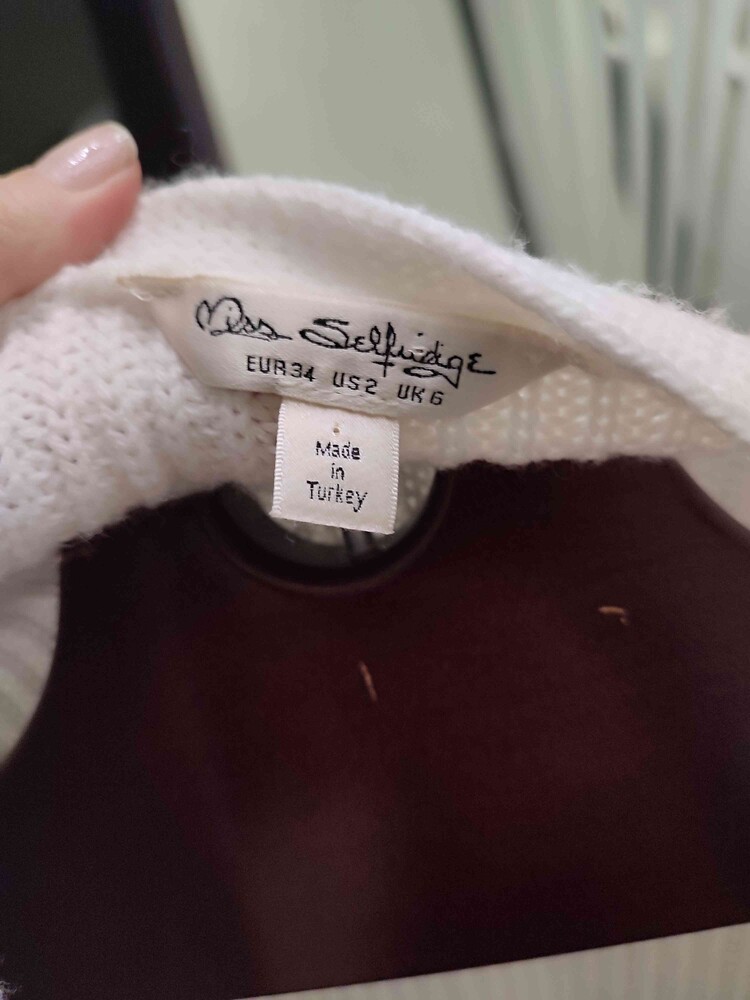 Miss Selfridge
EUR34 US2 UK6
Made
in
Turkey